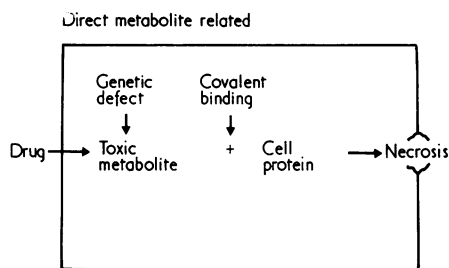 Direct metabolite related
Genetic
defect
Covalent
binding
Drug
Toxic
metabolite
+
Cell
protein
Necrosis